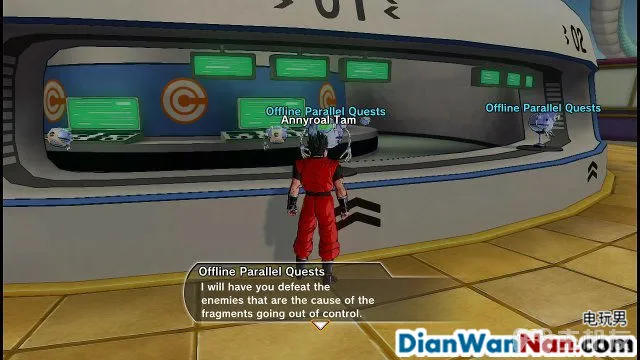 01
02
Offline Parallel Quests
Offline Parallel Quests
Annyroal Tam
Offline Parallel Quests
I will have you defeat the
enemies that are the cause of the
fragments going out of control.
电玩男
DianWanNan.com